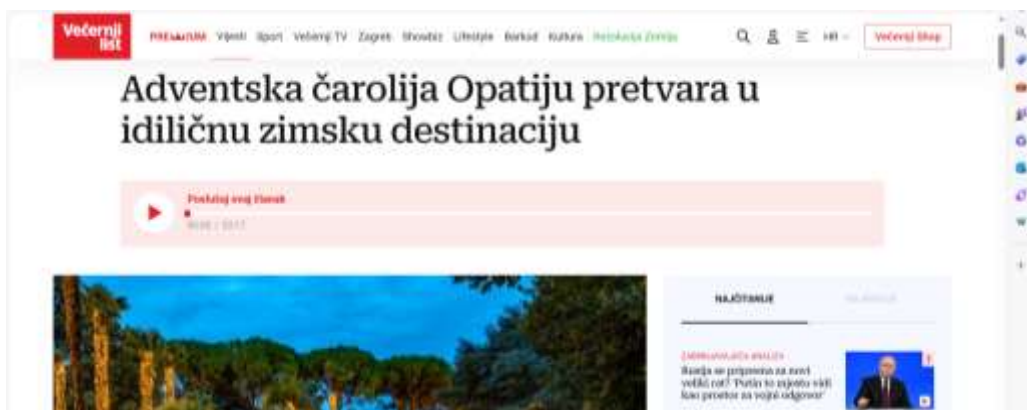 Večernji
list
PREMIUM Vijesti Sport Večernji TV Zagreb Showbiz Lifestyle Barkod Kultura
HR
Večernji Shop
Adventska čarolija Opatiju pretvara u
idiličnu zimsku destinaciju
Poslušaj ovaj članak
NAJČITANIJE
Rusija se priprema za novi
veliki rat? 'Putin to mjesto vidi
kao prostor za vojni odgovor'